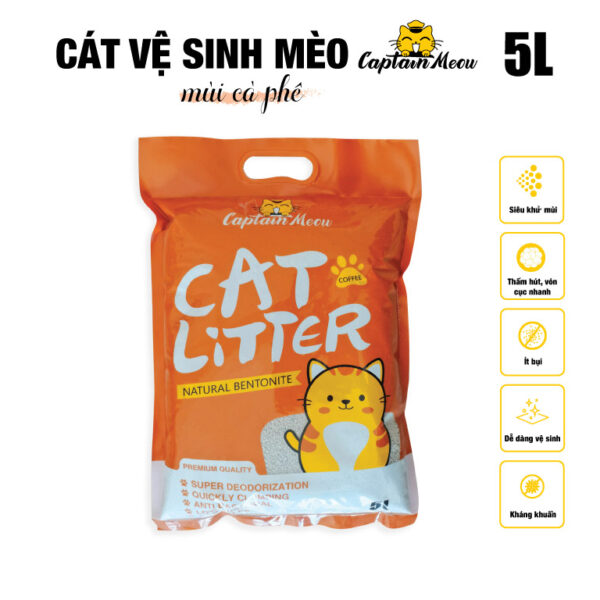 CÁT VỆ SINH MÈO Captain Meow 5L
mùi cà phê
Captain Meow
COFFEE
CAT
LITTER
NATURAL BENTONITE
PREMIUM QUALITY
SUPER DEODORIZATION
QUICKLY CLUMPING
5L
Siêu khử mùi
Thấm hút, vón
cục nhanh
Ít bụi
Dễ dàng vệ sinh
Kháng khuẩn